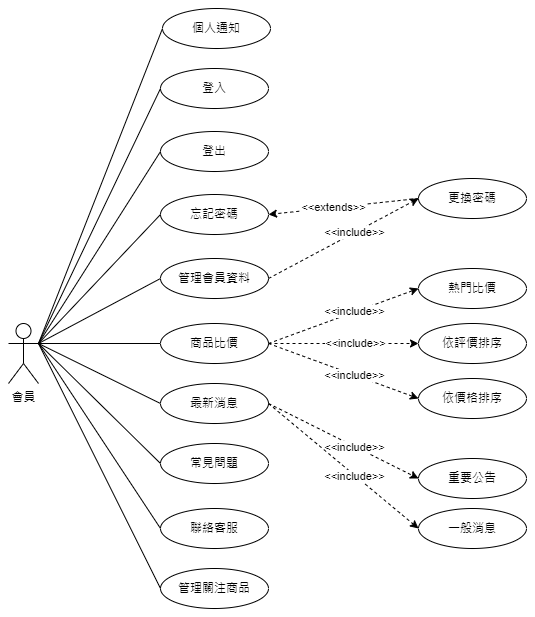 個人通知
登入
登出
忘記密碼
<<extends>>
更換密碼
<<include>>
管理會員資料
熱門比價
<<include>>
商品比價
<<include>>
依評價排序
<<include>>
依價格排序
會員
最新消息
<<include>>
常見問題
<<include>>
重要公告
聯絡客服
一般消息
管理關注商品